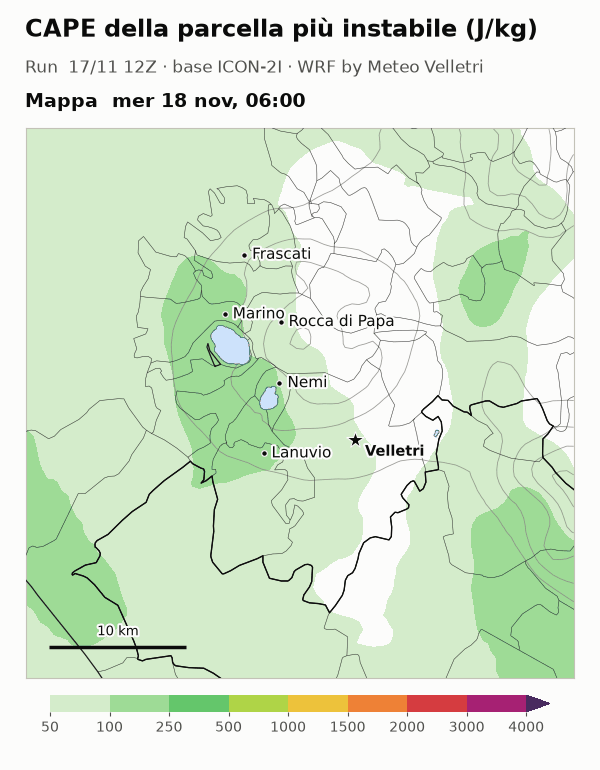 CAPE della parcella più instabile (J/kg)
Run  17/11 12Z · base ICON-2I · WRF by Meteo Velletri
Mappa  mer 18 nov, 06:00
Frascati
Marino
Rocca di Papa
Nemi
Velletri
Lanuvio
10 km
50 100 250 500 1000 1500 2000 3000 4000